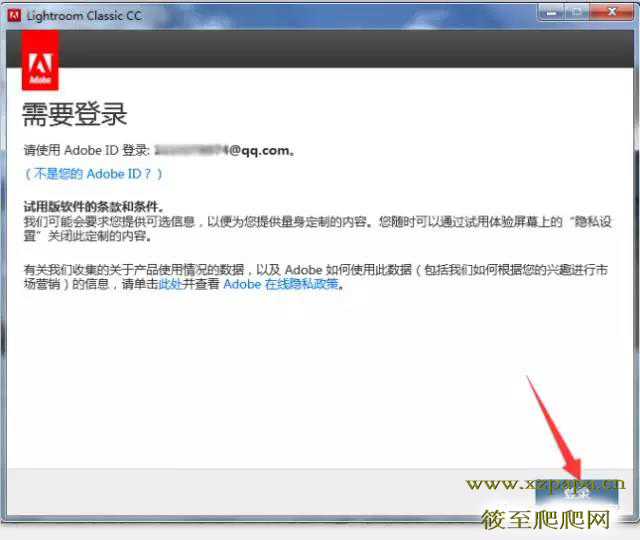 Lightroom Classic CC
Adobe
需要登录
请使用 Adobe ID 登录: @qq.com。
（不是您的 Adobe ID？）
试用版软件的条款和条件。
我们可能会要求您提供可选信息，以便为您提供量身定制的内容。您随时可以通过试用体验屏幕上的“隐私设
置”关闭此定制的内容。
有关我们收集的关于产品使用情况的数据，以及 Adobe 如何使用此数据（包括我们如何根据您的兴趣进行市
场营销）的信息，请单击此处并查看 Adobe 在线隐私政策。
www.xzpapa.cn
登录
筱至爬爬网